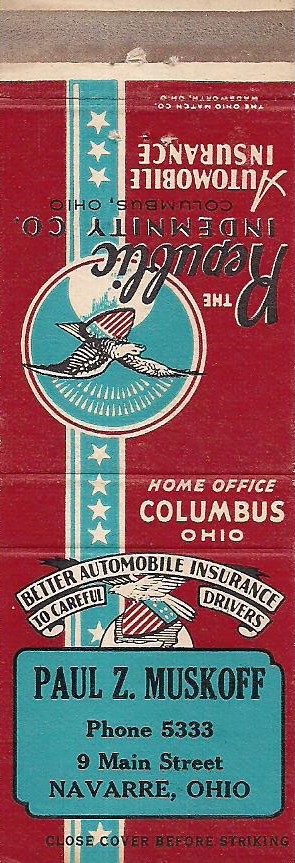 THE OHIO MATCH CO.
WADSWORTH, OHIO
THE
Republic
INDEMNITY CO.
COLUMBUS, OHIO
AUTOMOBILE
INSURANCE
HOME OFFICE
COLUMBUS
OHIO
BETTER AUTOMOBILE INSURANCE
TO CAREFUL DRIVERS
PAUL Z. MUSKOFF
Phone 5333
9 Main Street
NAVARRE, OHIO
CLOSE COVER BEFORE STRIKING